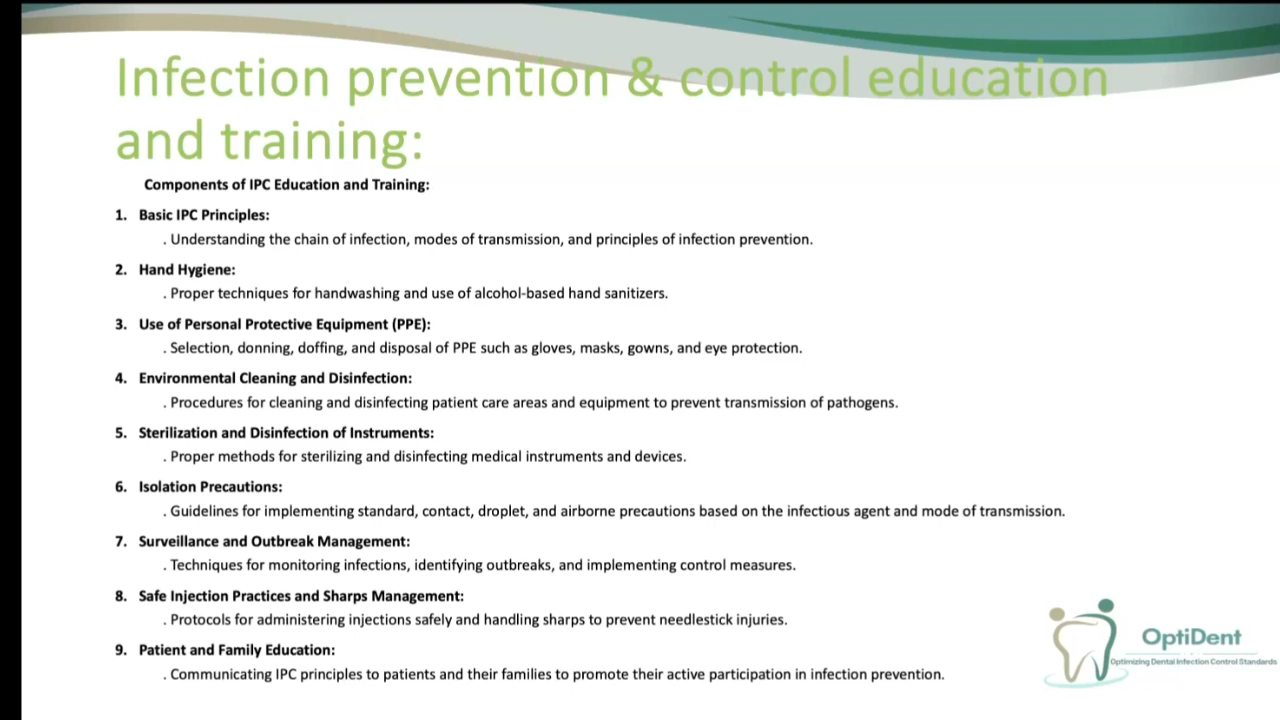 Infection prevention & control education
and training:
Components of IPC Education and Training:
1. Basic IPC Principles:
. Understanding the chain of infection, modes of transmission, and principles of infection prevention.
2. Hand Hygiene:
. Proper techniques for handwashing and use of alcohol-based hand sanitizers.
3. Use of Personal Protective Equipment (PPE):
. Selection, donning, doffing, and disposal of PPE such as gloves, masks, gowns, and eye protection.
4. Environmental Cleaning and Disinfection:
. Procedures for cleaning and disinfecting patient care areas and equipment to prevent transmission of pathogens.
5. Sterilization and Disinfection of Instruments:
. Proper methods for sterilizing and disinfecting medical instruments and devices.
6. Isolation Precautions:
. Guidelines for implementing standard, contact, droplet, and airborne precautions based on the infectious agent and mode of transmission.
7. Surveillance and Outbreak Management:
. Techniques for monitoring infections, identifying outbreaks, and implementing control measures.
8. Safe Injection Practices and Sharps Management:
. Protocols for administering injections safely and handling sharps to prevent needlestick injuries.
9. Patient and Family Education:
. Communicating IPC principles to patients and their families to promote their active participation in infection prevention.
OptiDent
Optimizing Dental Infection Control Standards